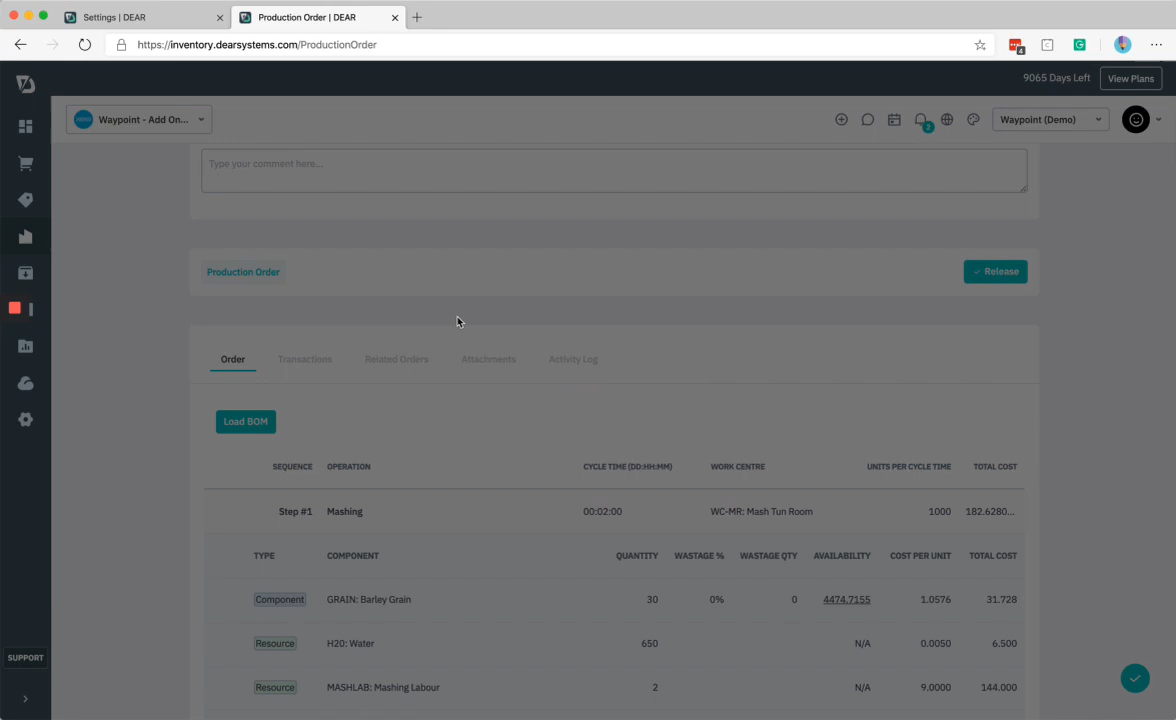 Settings | DEAR
Production Order | DEAR
https://inventory.dearsystems.com/ProductionOrder
4
9065 Days Left
View Plans
Waypoint - Add On...
2
Waypoint (Demo)
Type your comment here...
Production Order
Release
Order Transactions Related Orders Attachments Activity Log
Load BOM
SEQUENCE OPERATION CYCLE TIME (DD:HH:MM) WORK CENTRE UNITS PER CYCLE TIME TOTAL COST
Step #1 Mashing 00:02:00 WC-MR: Mash Tun Room 1000 182.6280...
TYPE COMPONENT QUANTITY WASTAGE % WASTAGE QTY AVAILABILITY COST PER UNIT TOTAL COST
Component GRAIN: Barley Grain 30 0% 0 4474.7155 1.0576 31.728
Resource H20: Water 650 N/A 0.0050 6.500
SUPPORT
Resource MASHLAB: Mashing Labour 2 N/A 9.0000 144.000